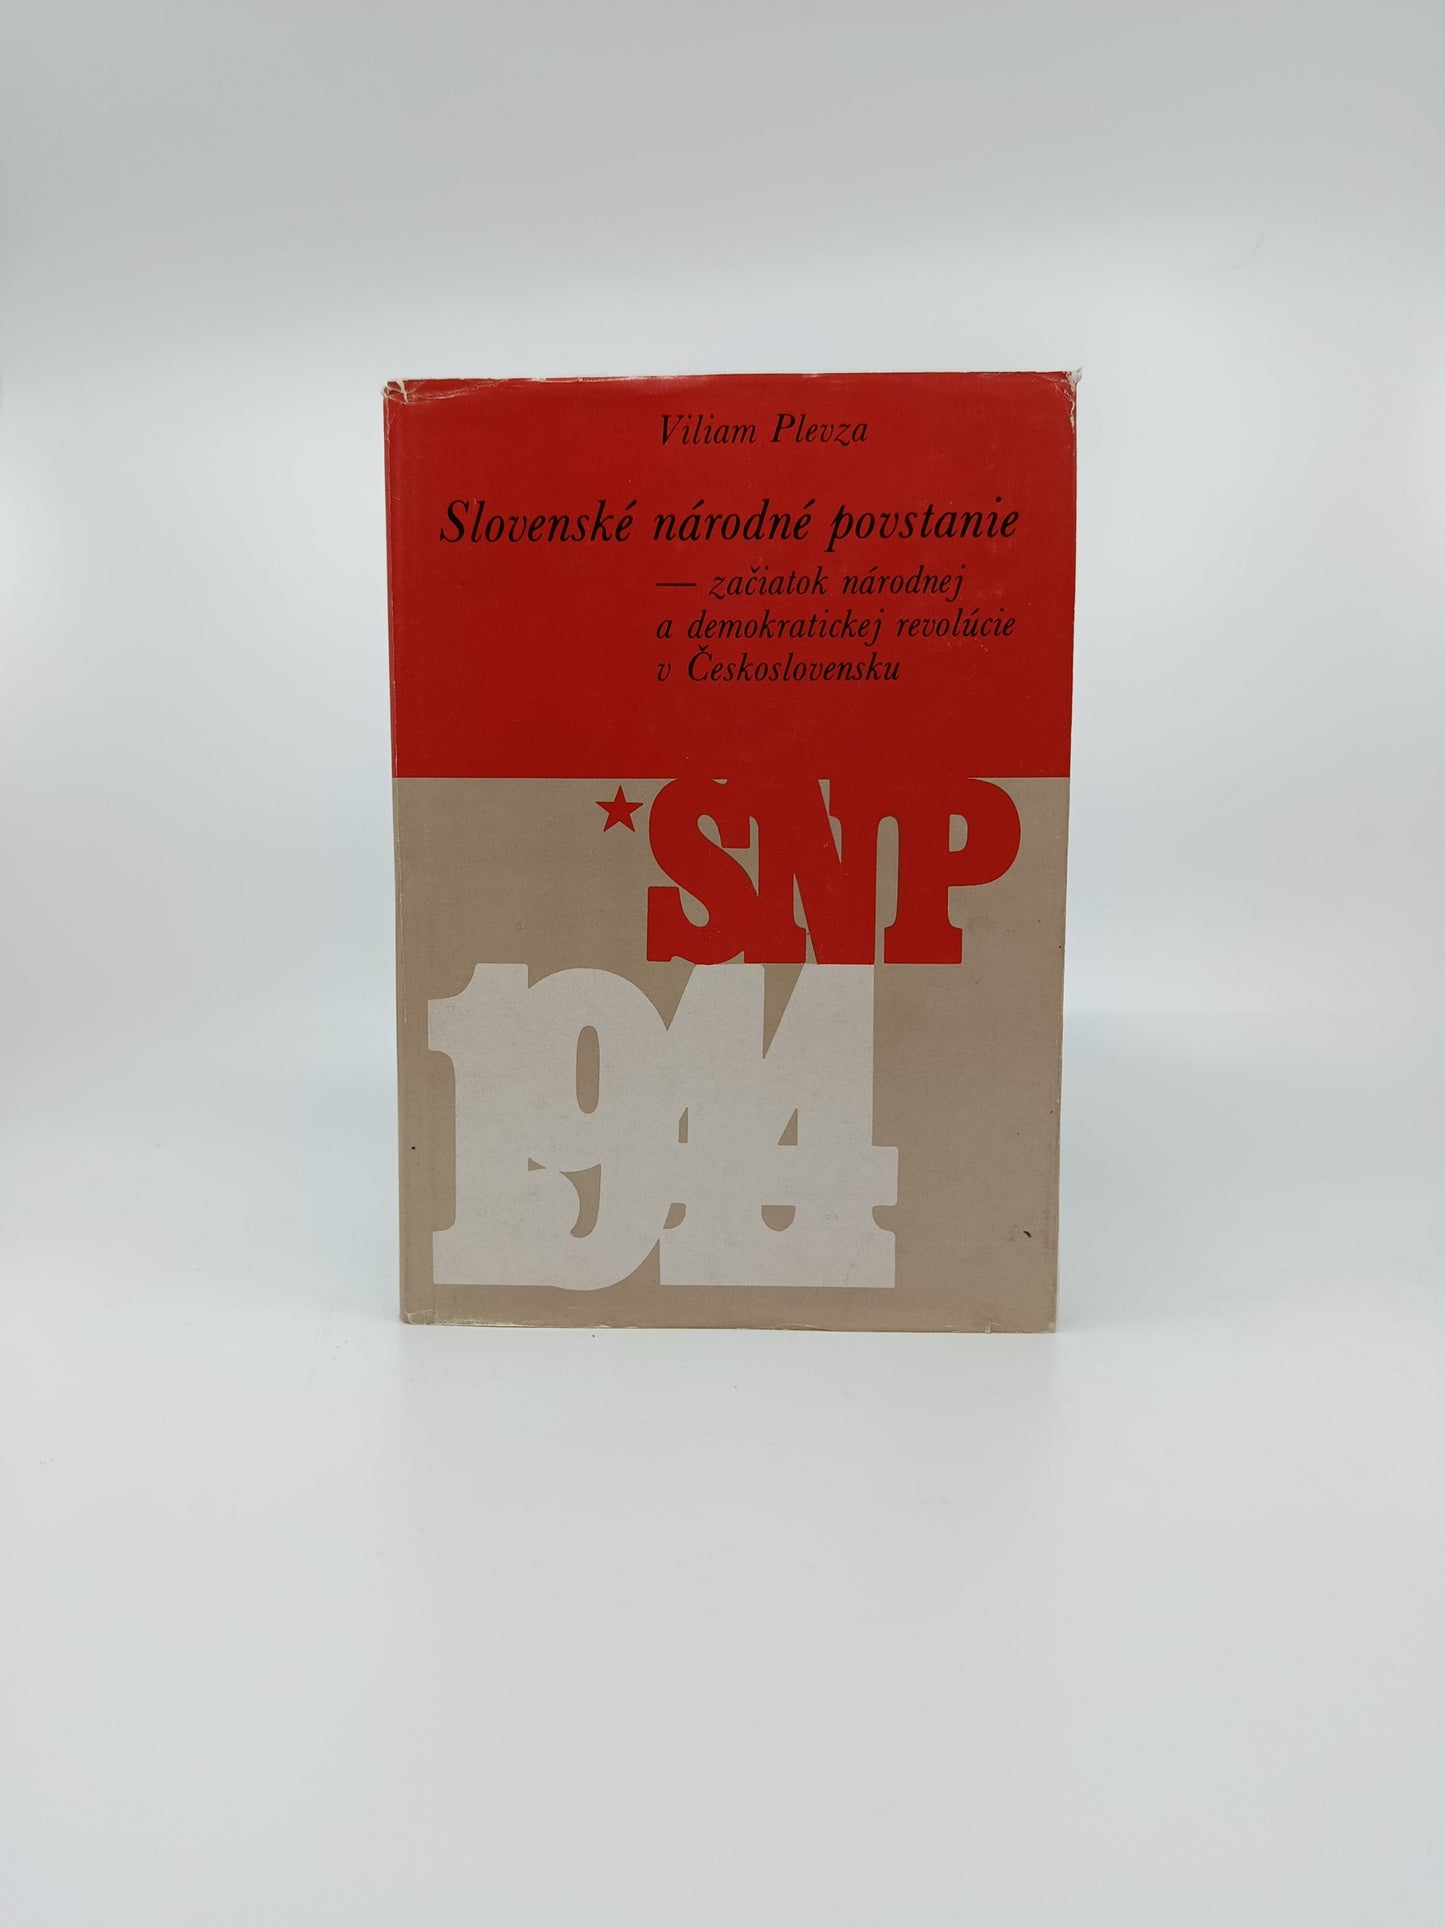 Viliam Plevza
Slovenské národné povstanie
— začiatok národnej
a demokratickej revolúcie
v Československu
SNP
1944